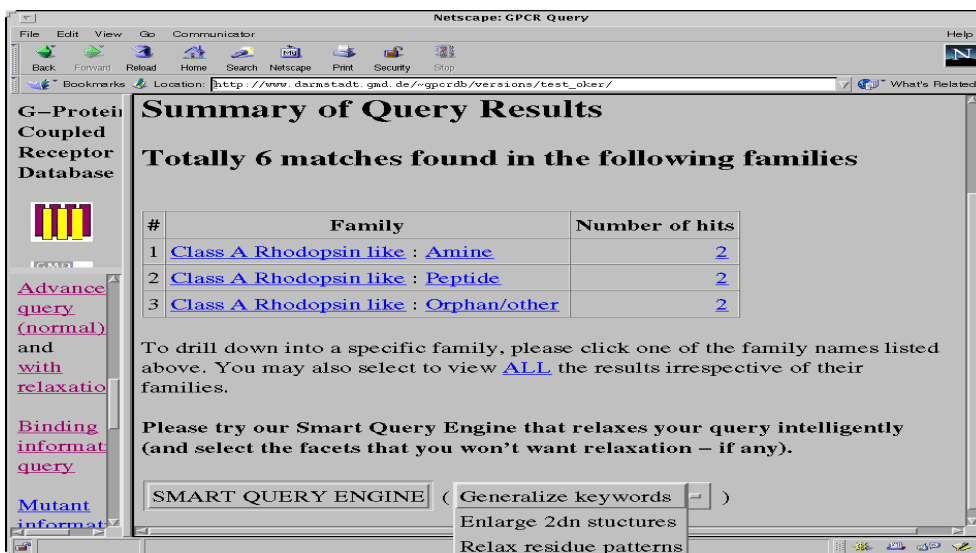 Netscape: GPCR Query
File Edit View Go Communicator Help
Back Forward Reload Home Search Netscape Print Security Stop
My
N
Bookmarks Location: http://www.darmstadt.gmd.de/~gpcrdb/versions/test_oker/ What's Related
G-Protei
Coupled
Receptor
Database
GMD
Advance
query
(normal)
and
with
relaxatio
Binding
informat
query
Mutant
informat
Summary of Query Results
Totally 6 matches found in the following families
# Family Number of hits
1 Class A Rhodopsin like : Amine 2
2 Class A Rhodopsin like : Peptide 2
3 Class A Rhodopsin like : Orphan/other 2
To drill down into a specific family, please click one of the family names listed
above. You may also select to view ALL the results irrespective of their
families.
Please try our Smart Query Engine that relaxes your query intelligently
(and select the facets that you won't want relaxation – if any).
SMART QUERY ENGINE ( Generalize keywords )
Enlarge 2dn stuctures
Relax residue patterns